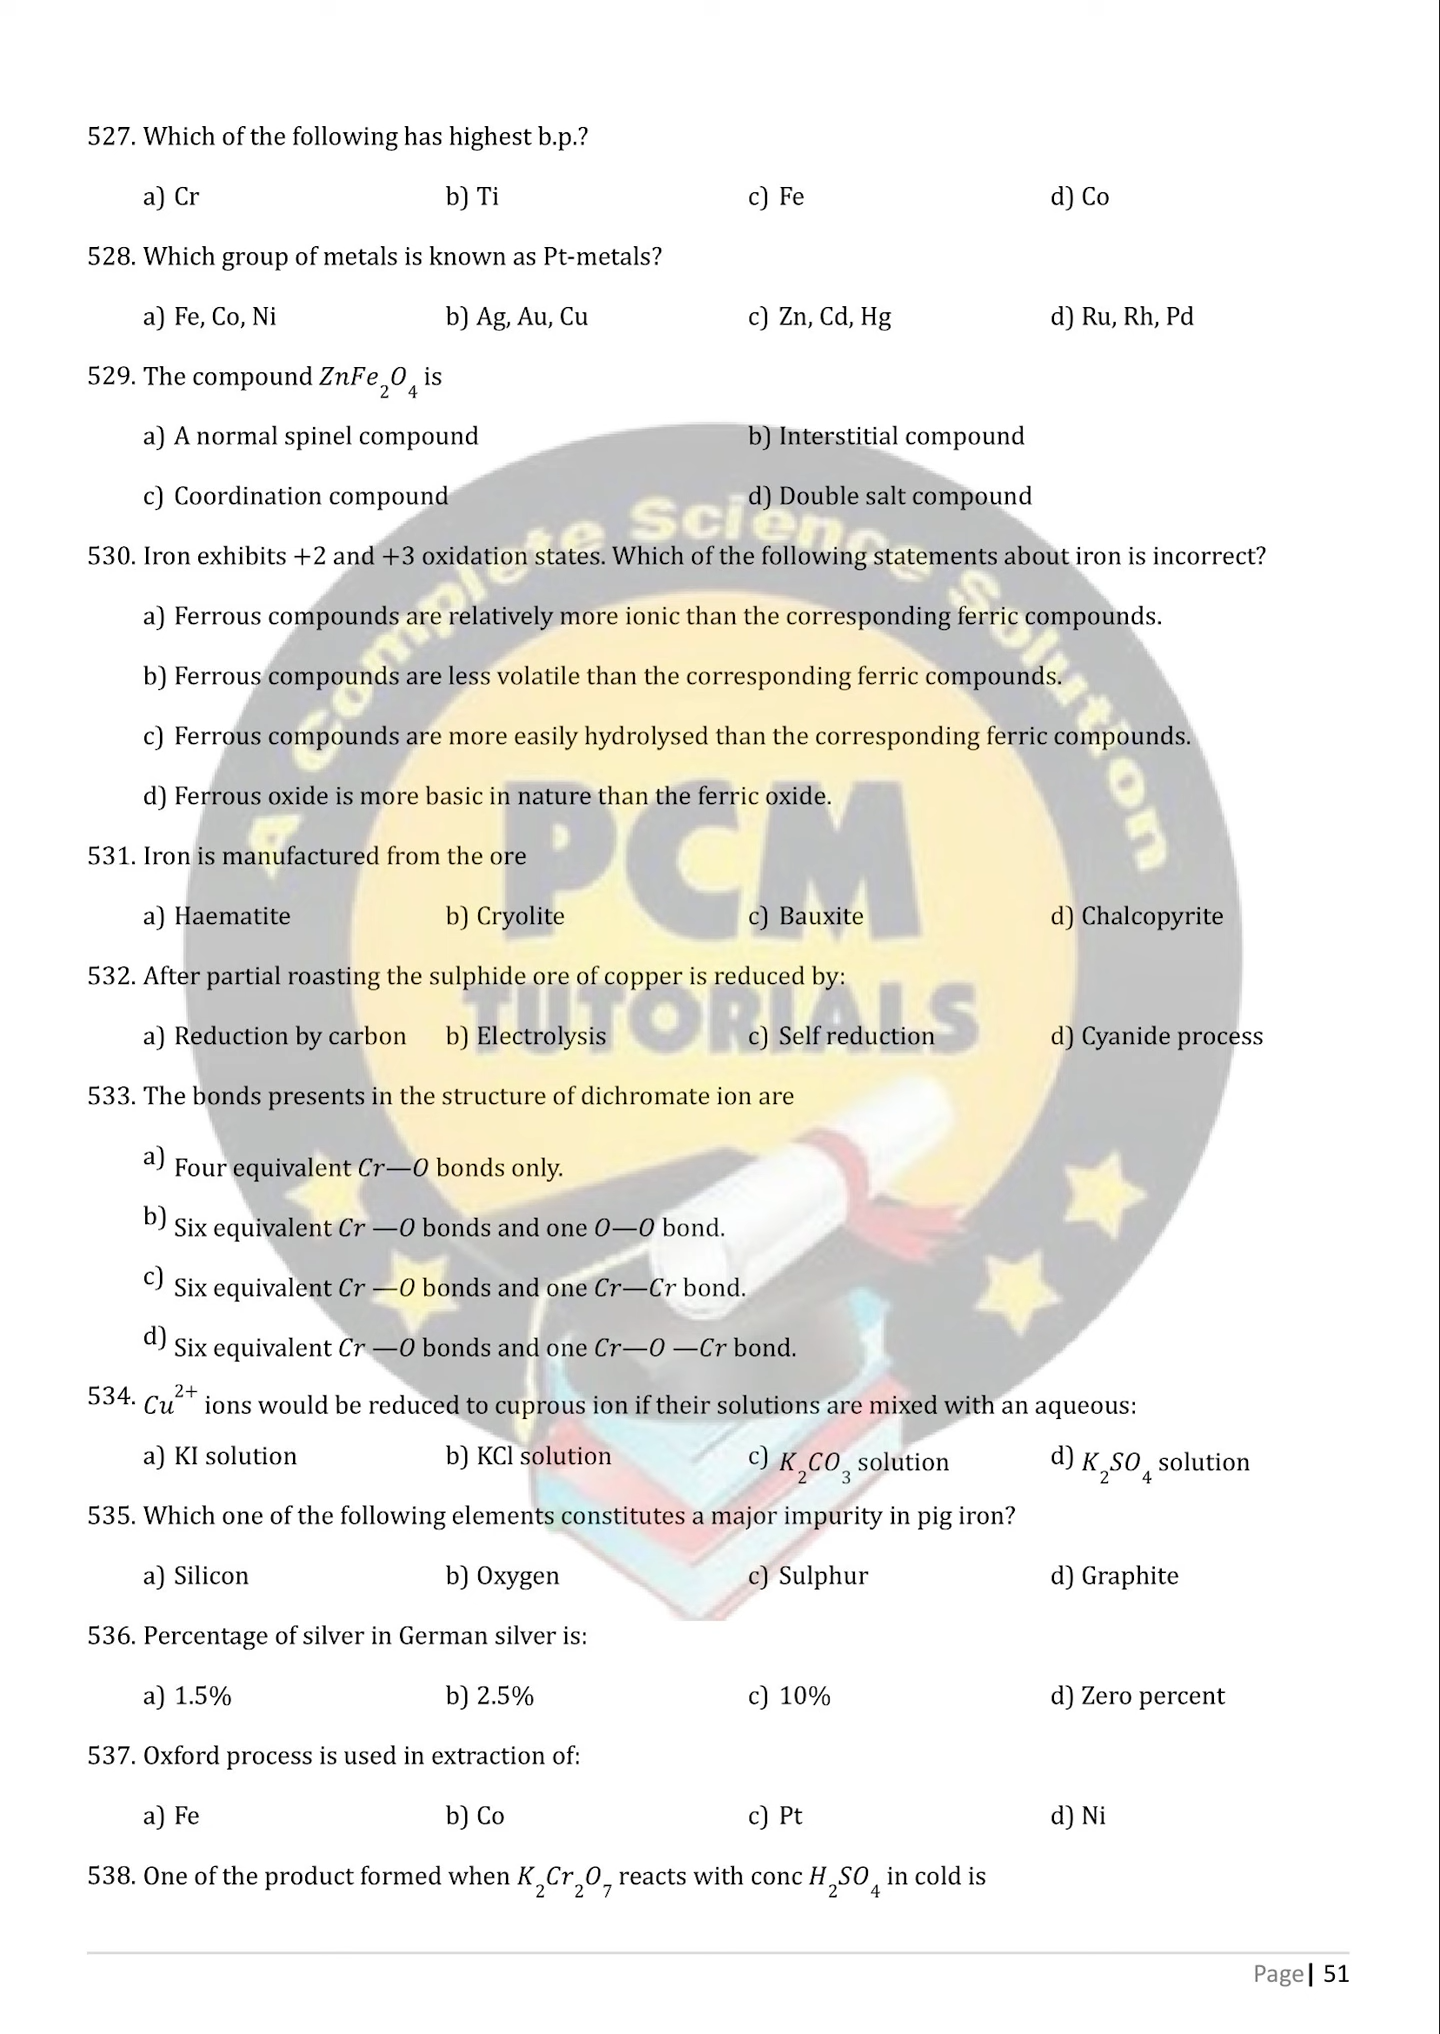 527. Which of the following has highest b.p.?
a) Cr b) Ti c) Fe d) Co
528. Which group of metals is known as Pt-metals?
a) Fe, Co, Ni b) Ag, Au, Cu c) Zn, Cd, Hg d) Ru, Rh, Pd
529. The compound ZnFe₂O₄ is
a) A normal spinel compound b) Interstitial compound
c) Coordination compound d) Double salt compound
530. Iron exhibits +2 and +3 oxidation states. Which of the following statements about iron is incorrect?
a) Ferrous compounds are relatively more ionic than the corresponding ferric compounds.
b) Ferrous compounds are less volatile than the corresponding ferric compounds.
c) Ferrous compounds are more easily hydrolysed than the corresponding ferric compounds.
d) Ferrous oxide is more basic in nature than the ferric oxide.
531. Iron is manufactured from the ore
a) Haematite b) Cryolite c) Bauxite d) Chalcopyrite
532. After partial roasting the sulphide ore of copper is reduced by:
a) Reduction by carbon b) Electrolysis c) Self reduction d) Cyanide process
533. The bonds presents in the structure of dichromate ion are
a) Four equivalent Cr—O bonds only.
b) Six equivalent Cr —O bonds and one O—O bond.
c) Six equivalent Cr —O bonds and one Cr—Cr bond.
d) Six equivalent Cr —O bonds and one Cr—O —Cr bond.
534. Cu²⁺ ions would be reduced to cuprous ion if their solutions are mixed with an aqueous:
a) KI solution b) KCl solution c) K₂CO₃ solution d) K₂SO₄ solution
535. Which one of the following elements constitutes a major impurity in pig iron?
a) Silicon b) Oxygen c) Sulphur d) Graphite
536. Percentage of silver in German silver is:
a) 1.5% b) 2.5% c) 10% d) Zero percent
537. Oxford process is used in extraction of:
a) Fe b) Co c) Pt d) Ni
538. One of the product formed when K₂Cr₂O₇ reacts with conc H₂SO₄ in cold is
Page| 51
A Complete Science Solution
PCM
TUTORIALS